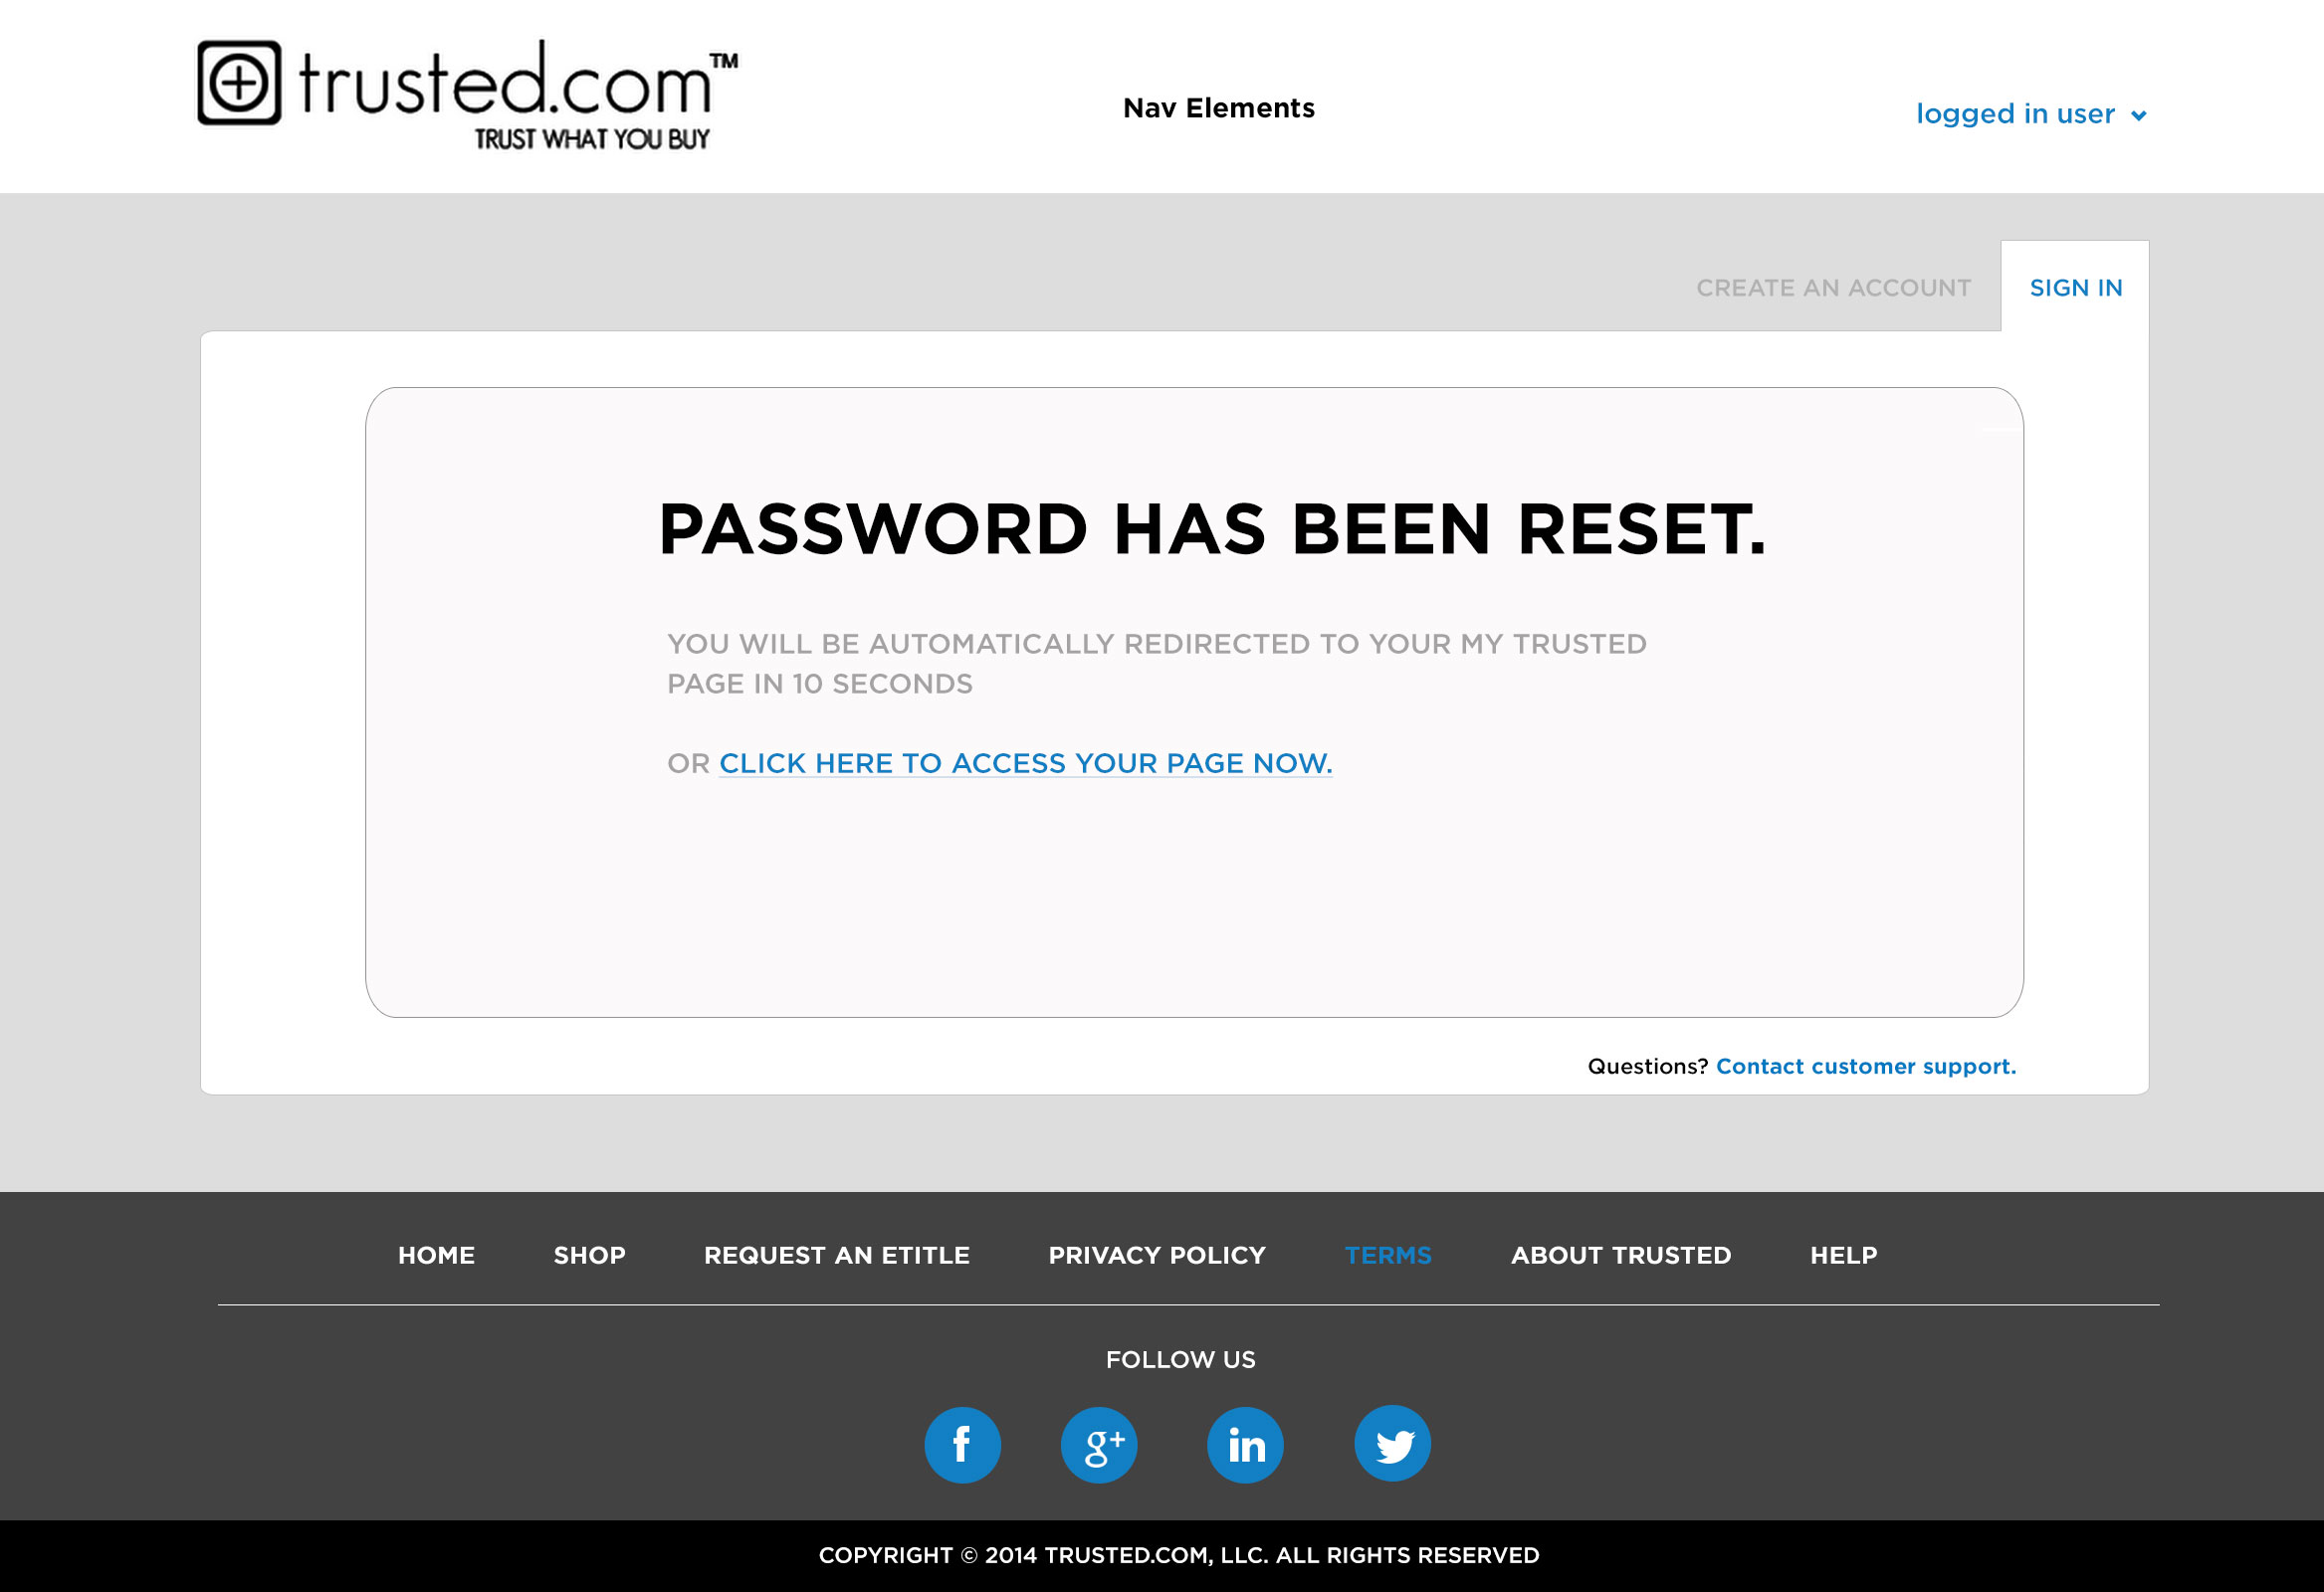 trusted.com™
TRUST WHAT YOU BUY
Nav Elements
logged in user
CREATE AN ACCOUNT
SIGN IN
PASSWORD HAS BEEN RESET.
YOU WILL BE AUTOMATICALLY REDIRECTED TO YOUR MY TRUSTED
PAGE IN 10 SECONDS
OR CLICK HERE TO ACCESS YOUR PAGE NOW.
Questions? Contact customer support.
HOME SHOP REQUEST AN ETITLE PRIVACY POLICY TERMS ABOUT TRUSTED HELP
FOLLOW US
f g+ in
COPYRIGHT © 2014 TRUSTED.COM, LLC. ALL RIGHTS RESERVED